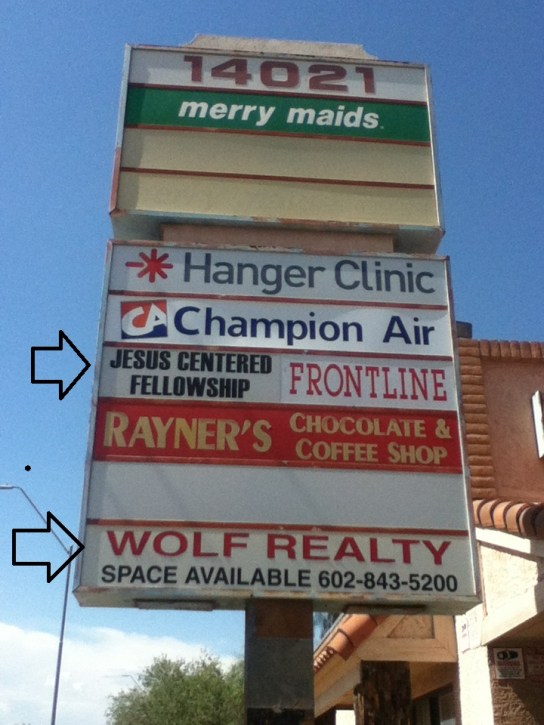 14021
merry maids
Hanger Clinic
CA Champion Air
JESUS CENTERED
FELLOWSHIP
FRONTLINE
RAYNER'S
CHOCOLATE &
COFFEE SHOP
WOLF REALTY
SPACE AVAILABLE 602-843-5200